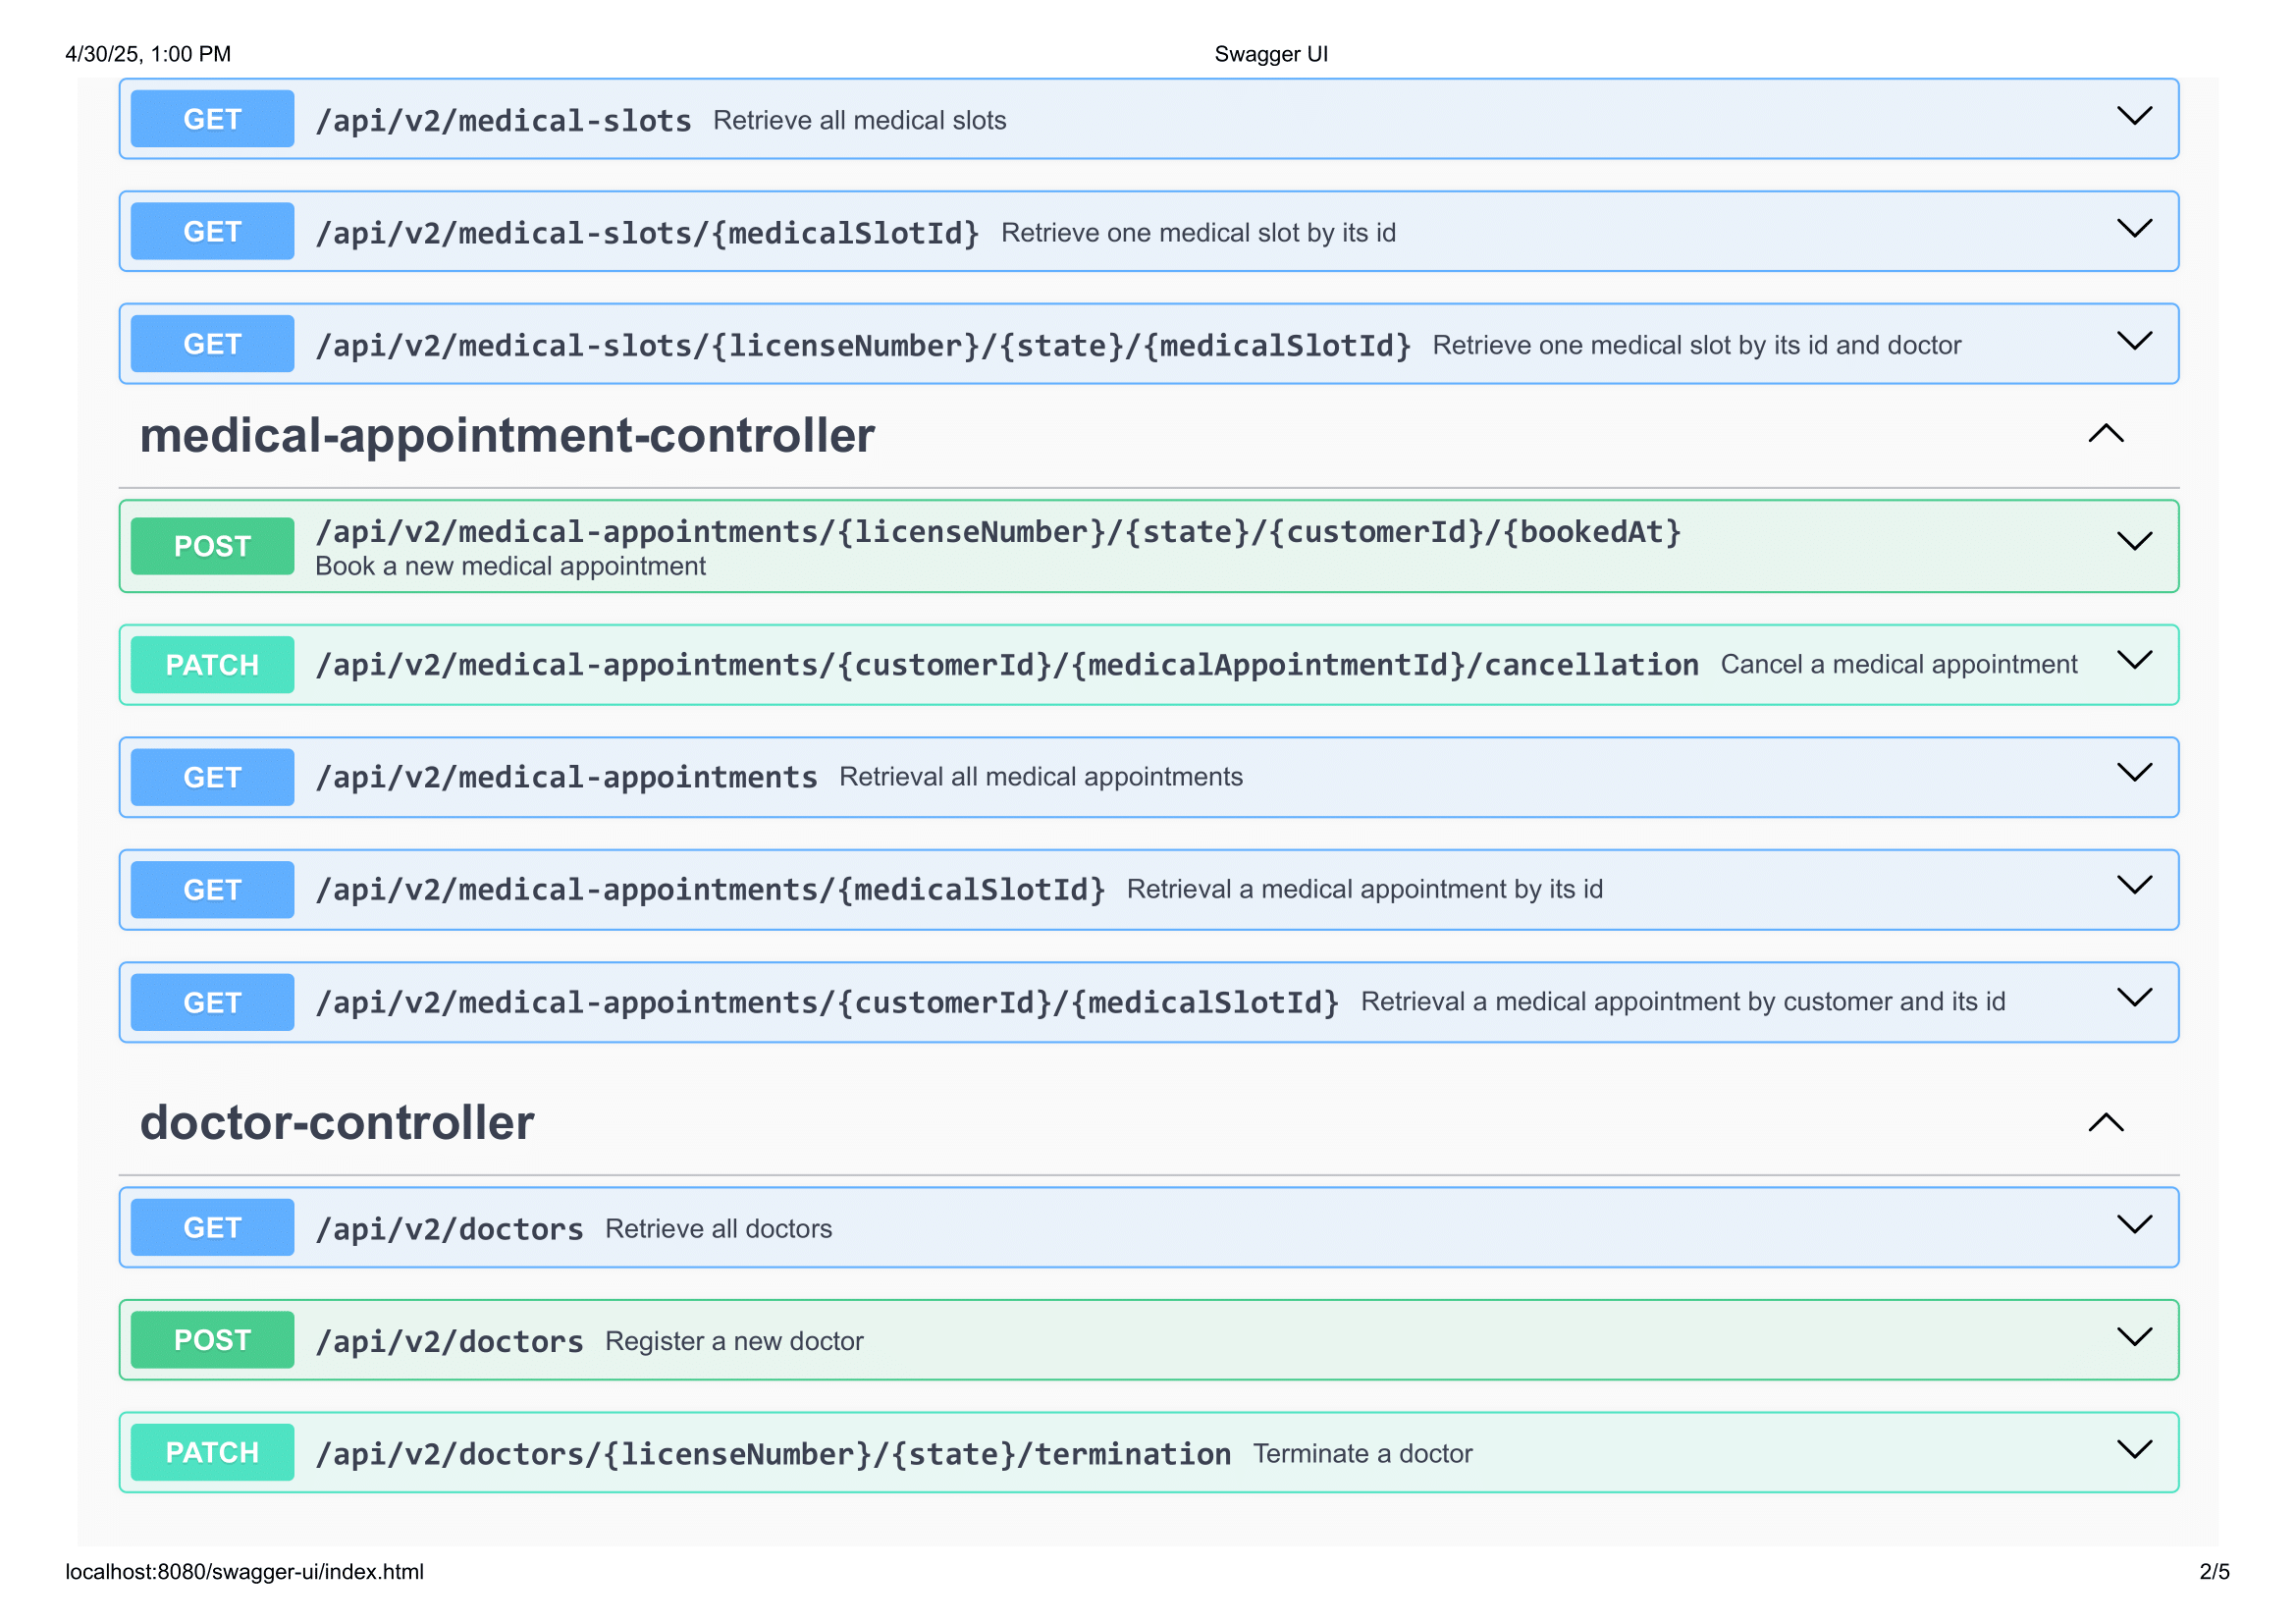 4/30/25, 1:00 PM Swagger UI
GET /api/v2/medical-slots Retrieve all medical slots
GET /api/v2/medical-slots/{medicalSlotId} Retrieve one medical slot by its id
GET /api/v2/medical-slots/{licenseNumber}/{state}/{medicalSlotId} Retrieve one medical slot by its id and doctor
medical-appointment-controller
POST /api/v2/medical-appointments/{licenseNumber}/{state}/{customerId}/{bookedAt}
Book a new medical appointment
PATCH /api/v2/medical-appointments/{customerId}/{medicalAppointmentId}/cancellation Cancel a medical appointment
GET /api/v2/medical-appointments Retrieval all medical appointments
GET /api/v2/medical-appointments/{medicalSlotId} Retrieval a medical appointment by its id
GET /api/v2/medical-appointments/{customerId}/{medicalSlotId} Retrieval a medical appointment by customer and its id
doctor-controller
GET /api/v2/doctors Retrieve all doctors
POST /api/v2/doctors Register a new doctor
PATCH /api/v2/doctors/{licenseNumber}/{state}/termination Terminate a doctor
localhost:8080/swagger-ui/index.html 2/5